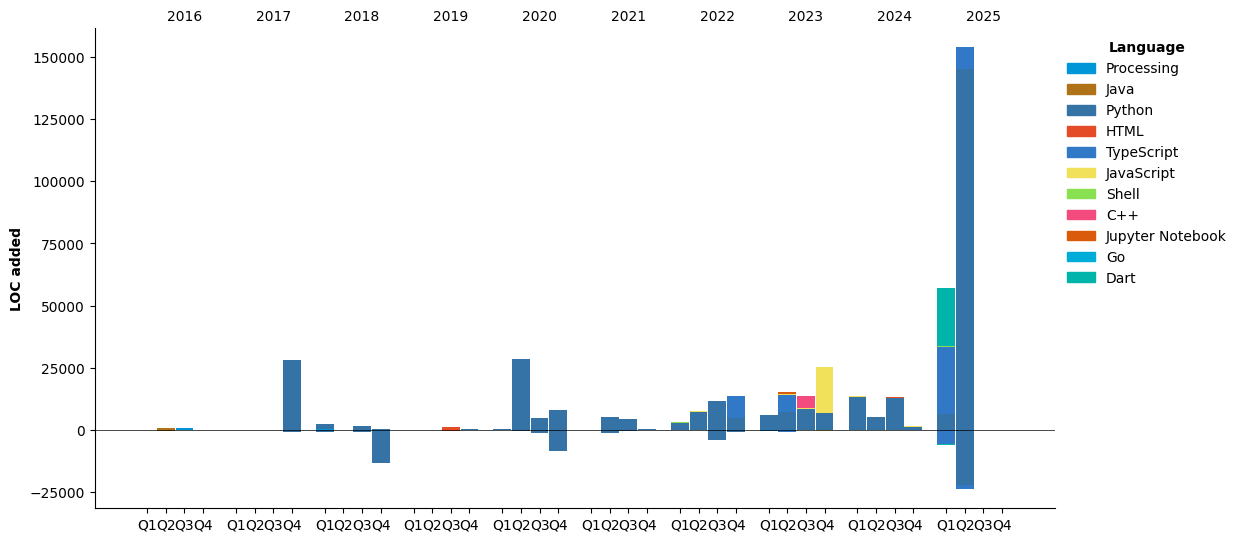 2016 2017 2018 2019 2020 2021 2022 2023 2024 2025
150000
125000
100000
75000
50000
25000
0
−25000
LOC added
Q1Q2Q3Q4 Q1Q2Q3Q4 Q1Q2Q3Q4 Q1Q2Q3Q4 Q1Q2Q3Q4 Q1Q2Q3Q4 Q1Q2Q3Q4 Q1Q2Q3Q4 Q1Q2Q3Q4 Q1Q2Q3Q4
Language
Processing
Java
Python
HTML
TypeScript
JavaScript
Shell
C++
Jupyter Notebook
Go
Dart